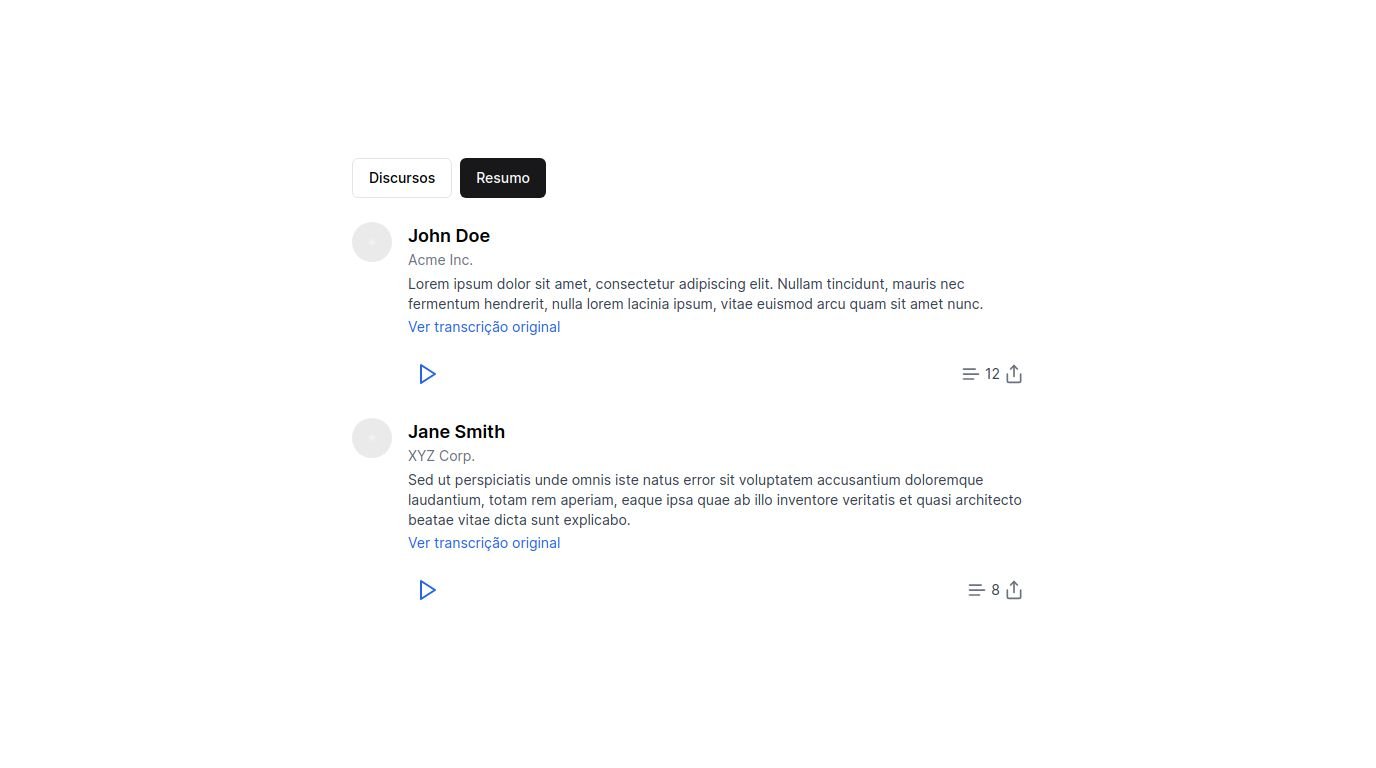 Discursos
Resumo
John Doe
Acme Inc.
Lorem ipsum dolor sit amet, consectetur adipiscing elit. Nullam tincidunt, mauris nec
fermentum hendrerit, nulla lorem lacinia ipsum, vitae euismod arcu quam sit amet nunc.
Ver transcrição original
12
Jane Smith
XYZ Corp.
Sed ut perspiciatis unde omnis iste natus error sit voluptatem accusantium doloremque
laudantium, totam rem aperiam, eaque ipsa quae ab illo inventore veritatis et quasi architecto
beatae vitae dicta sunt explicabo.
Ver transcrição original
8